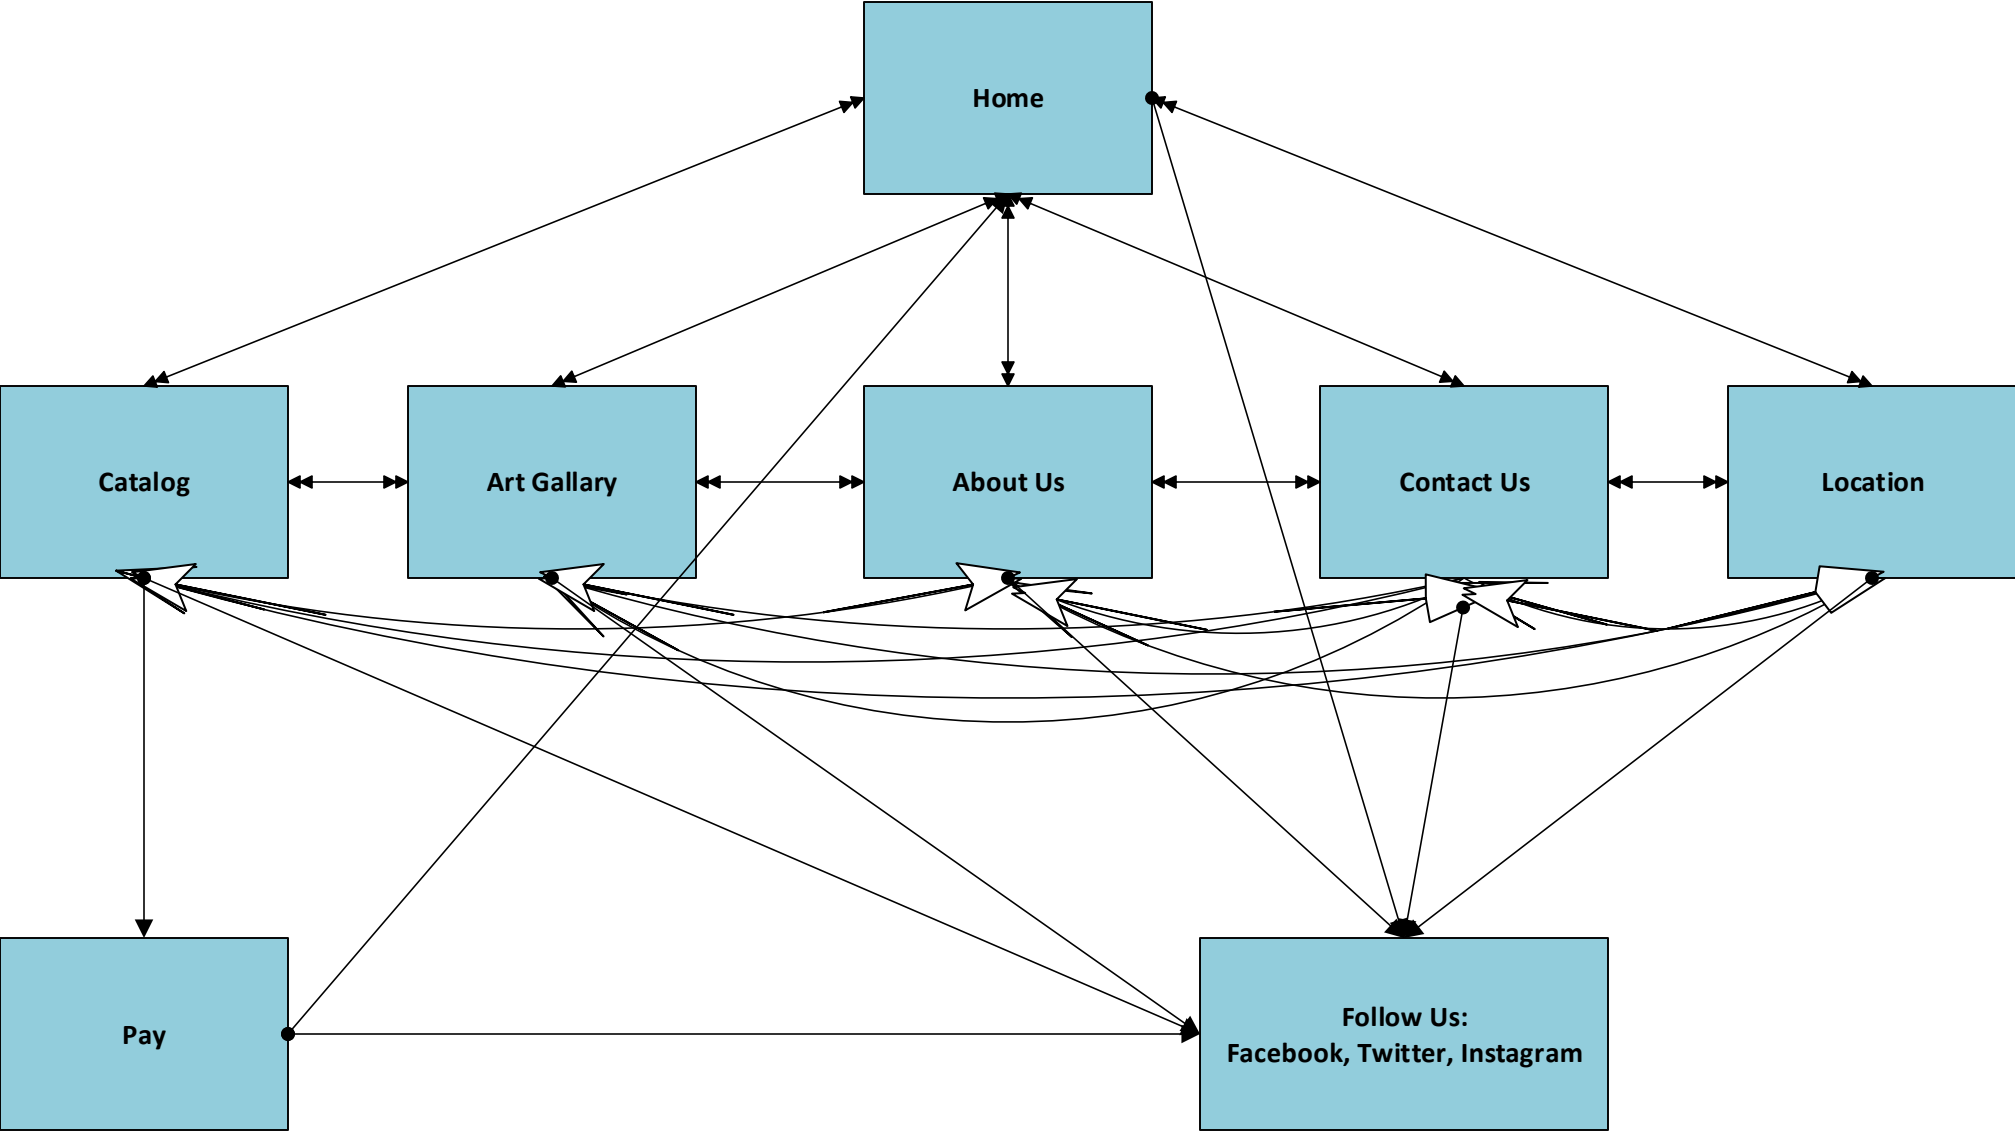 Home
Catalog
Art Gallary
About Us
Contact Us
Location
Pay
Follow Us:
Facebook, Twitter, Instagram